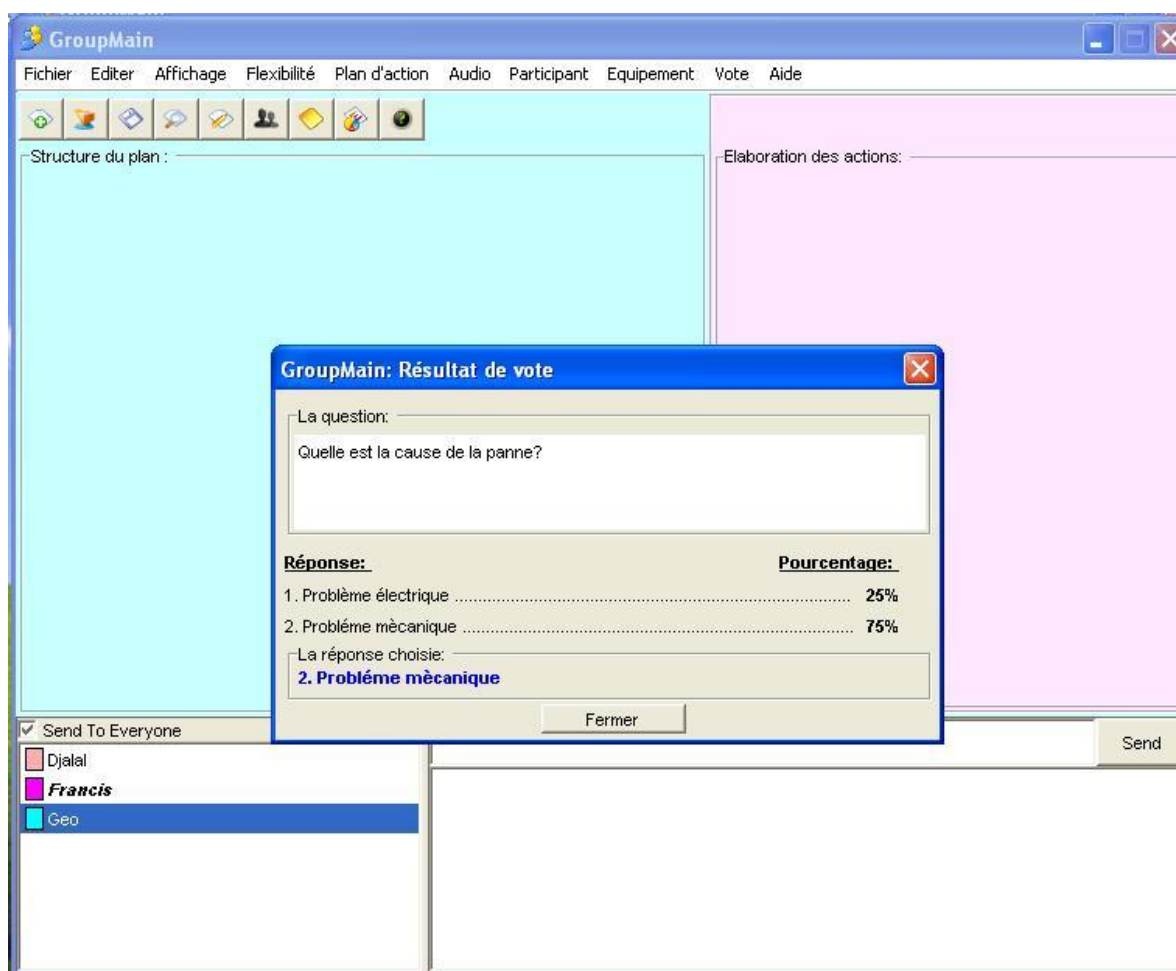 GroupMain
Fichier Editer Affichage Flexibilité Plan d'action Audio Participant Equipement Vote Aide
Structure du plan :
Elaboration des actions:
GroupMain: Résultat de vote
La question:
Quelle est la cause de la panne?
Réponse: Pourcentage:
1. Problème électrique ........................................ 25%
2. Probléme mècanique ........................................ 75%
La réponse choisie:
2. Probléme mècanique
Fermer
Send To Everyone
Send
Djalal
Francis
Geo